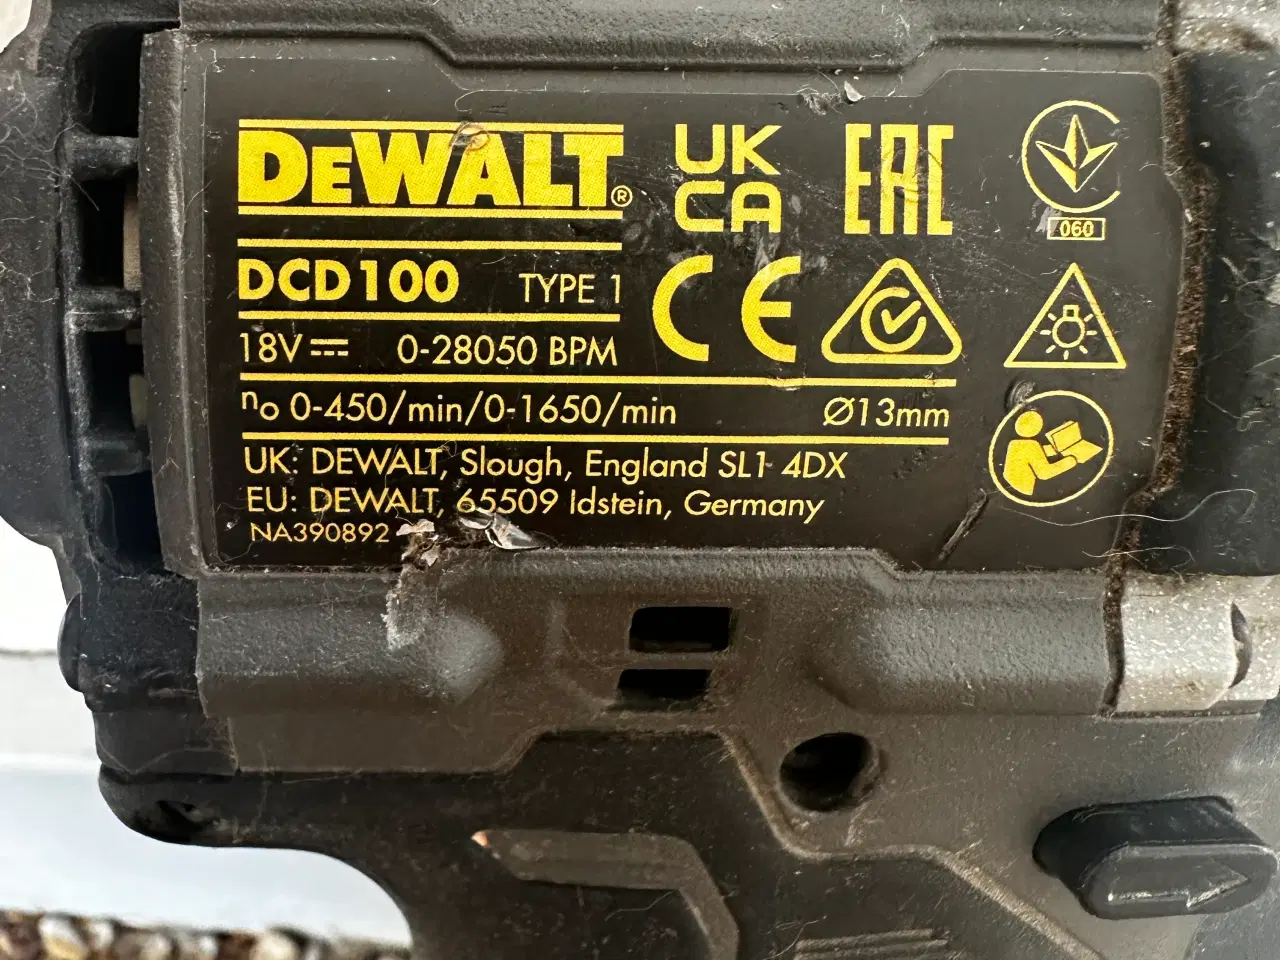 DEWALT®
UK
CA
EAC
060
DCD100 TYPE 1
CE
18V 0-28050 BPM
n₀ 0-450/min/0-1650/min Ø13mm
UK: DEWALT, Slough, England SL1 4DX
EU: DEWALT, 65509 Idstein, Germany
NA390892